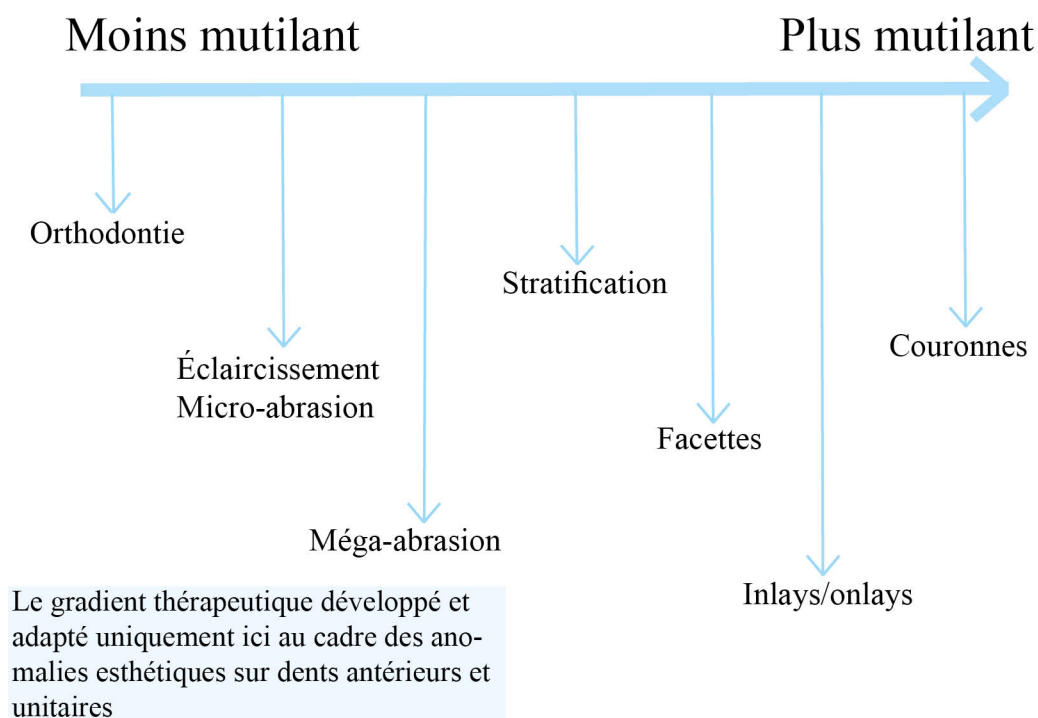 Moins mutilant
Plus mutilant
Orthodontie
Éclaircissement
Micro-abrasion
Méga-abrasion
Stratification
Facettes
Inlays/onlays
Couronnes
Le gradient thérapeutique développé et
adapté uniquement ici au cadre des ano-
malies esthétiques sur dents antérieurs et
unitaires